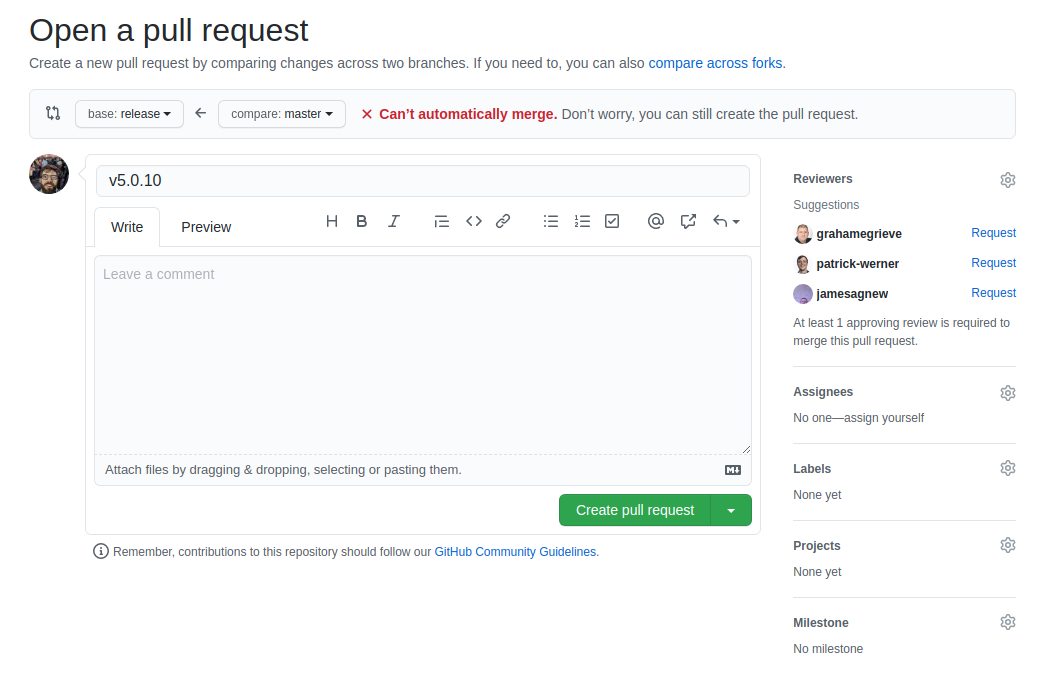 Open a pull request
Create a new pull request by comparing changes across two branches. If you need to, you can also compare across forks.
base: release
compare: master
Can’t automatically merge. Don’t worry, you can still create the pull request.
v5.0.10
Write Preview
Leave a comment
Attach files by dragging & dropping, selecting or pasting them.
Create pull request
Remember, contributions to this repository should follow our GitHub Community Guidelines.
Reviewers
Suggestions
grahamegrieve Request
patrick-werner Request
jamesagnew Request
At least 1 approving review is required to
merge this pull request.
Assignees
No one—assign yourself
Labels
None yet
Projects
None yet
Milestone
No milestone